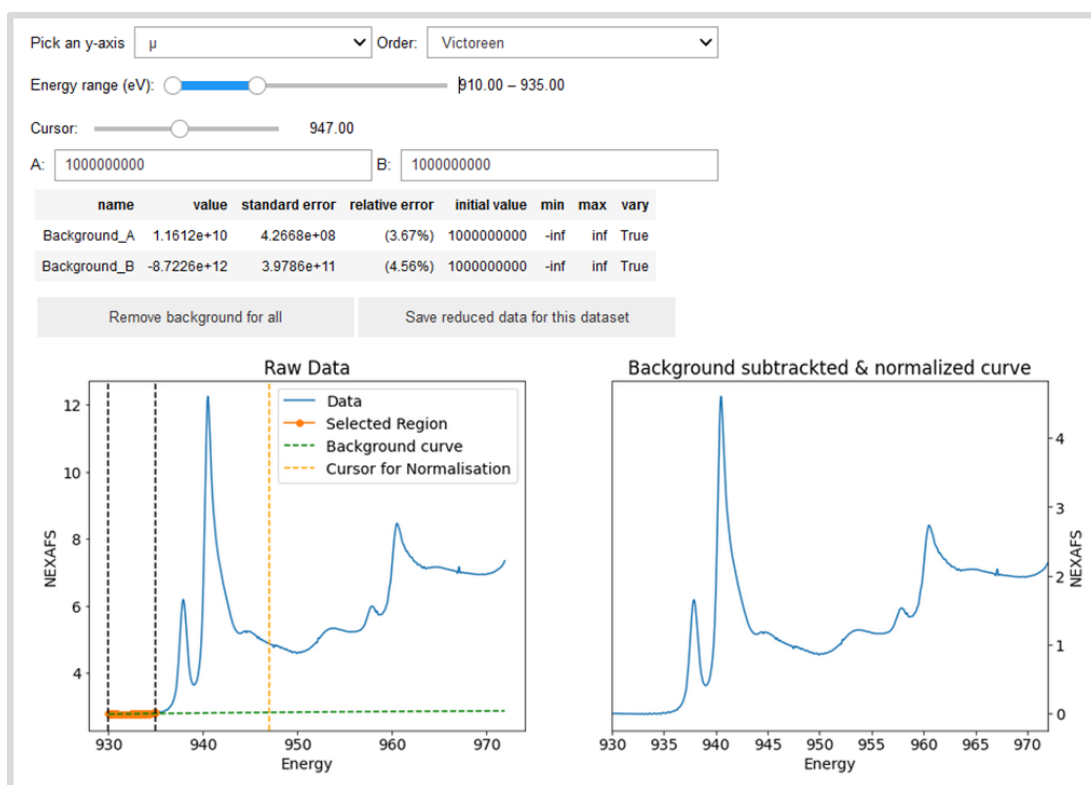 Pick an y-axis μ Order: Victoreen
Energy range (eV): 910.00 – 935.00
Cursor: 947.00
A: 1000000000 B: 1000000000
name value standard error relative error initial value min max vary
Background_A 1.1612e+10 4.2668e+08 (3.67%) 1000000000 -inf inf True
Background_B -8.7226e+12 3.9786e+11 (4.56%) 1000000000 -inf inf True
Remove background for all Save reduced data for this dataset
Raw Data
12
10
8
6
4
NEXAFS
Data
Selected Region
Background curve
Cursor for Normalisation
930 940 950 960 970
Energy
Background subtrackted & normalized curve
4
3
2
1
0
NEXAFS
930 935 940 945 950 955 960 965 970
Energy